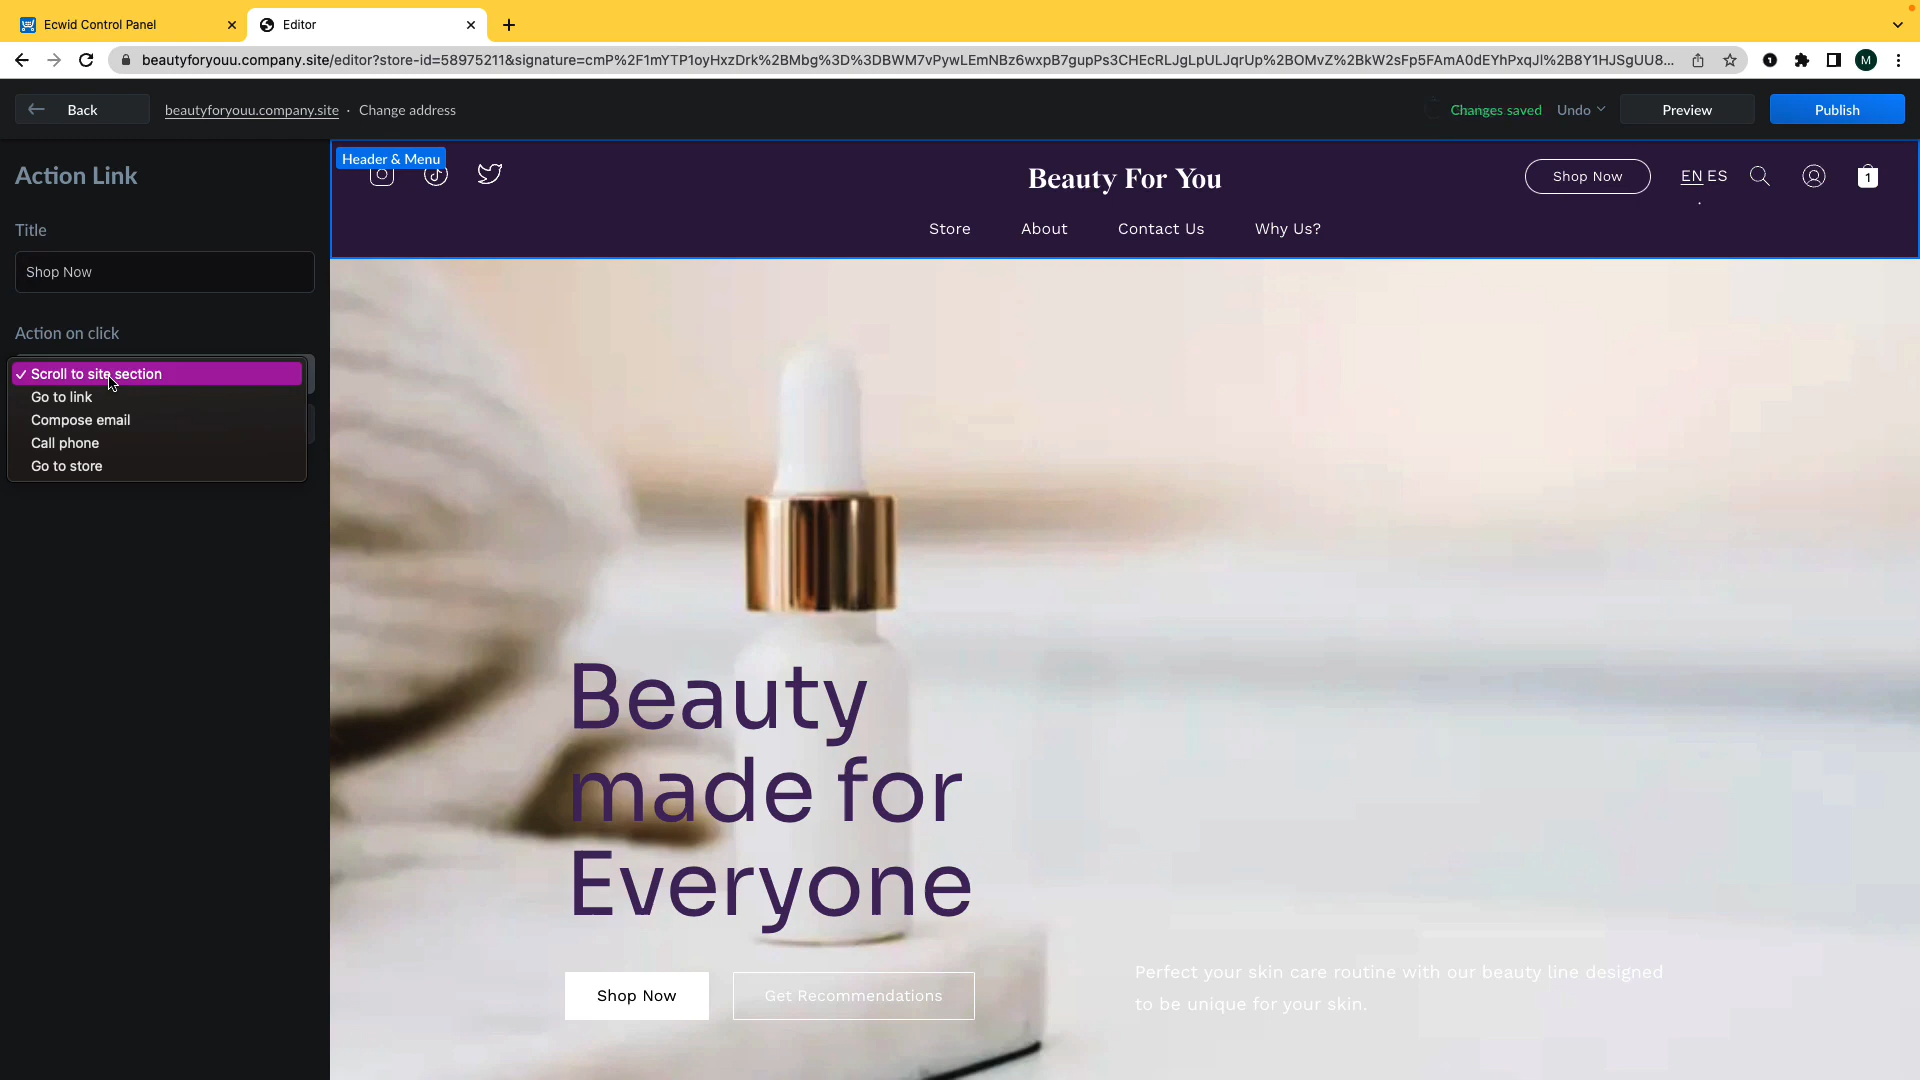 Ecwid Control Panel
Editor
beautyforyouu.company.site/editor?store-id=58975211&signature=cmP%2F1mYTP1oyHxzDrk%2BMbg%3D%3DBWM7vPywLEmNBz6wxpB7gupPs3CHEcRLJgLpULJqrUp%2BOMvZ%2BkW2sFp5FAmA0dEYhPxqJl%2B8Y1HJSgUU8...
M
Back
beautyforyouu.company.site · Change address
Changes saved
Undo
Preview
Publish
Action Link
Title
Shop Now
Action on click
Scroll to site section
Go to link
Compose email
Call phone
Go to store
Header & Menu
Beauty For You
Shop Now
EN ES
1
Store
About
Contact Us
Why Us?
Beauty
made for
Everyone
Shop Now
Get Recommendations
Perfect your skin care routine with our beauty line designed
to be unique for your skin.